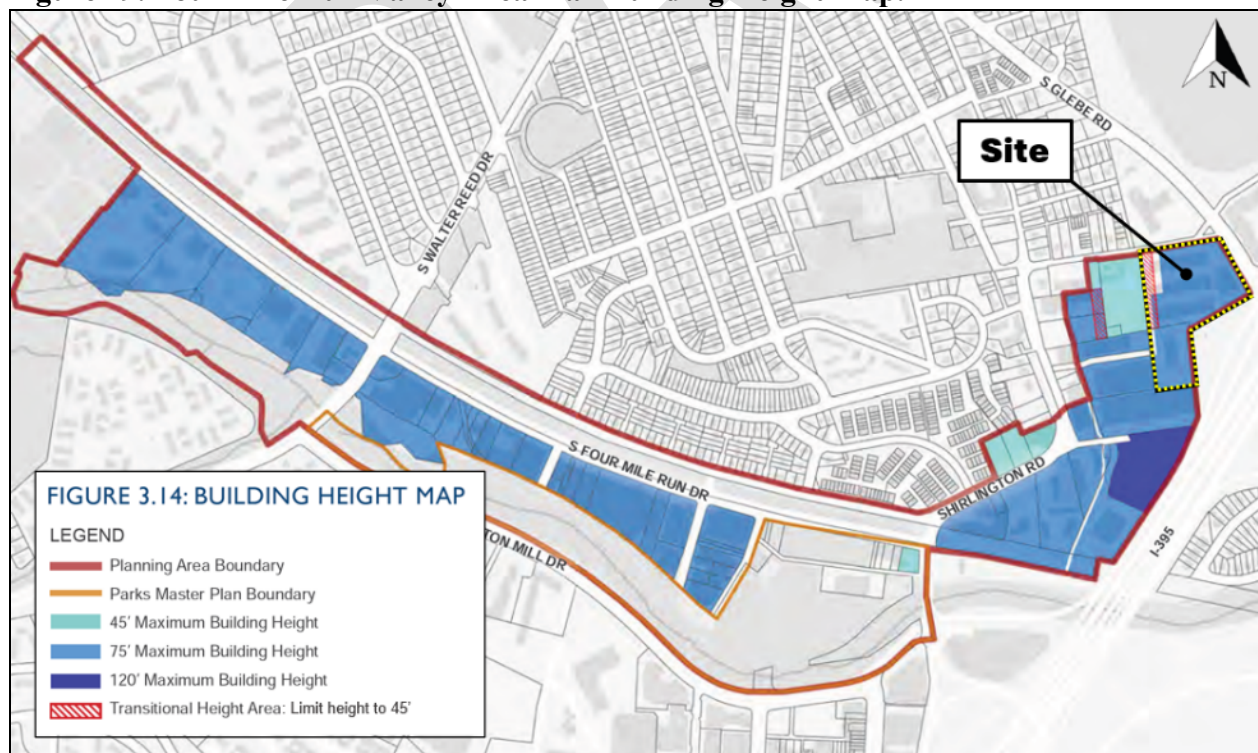 S GLEBE RD
N
Site
S WALTER REED DR
S FOUR MILE RUN DR
SHIRLINGTON RD
I-395
TON MILL DR
FIGURE 3.14: BUILDING HEIGHT MAP
LEGEND
Planning Area Boundary
Parks Master Plan Boundary
45' Maximum Building Height
75' Maximum Building Height
120' Maximum Building Height
Transitional Height Area: Limit height to 45'